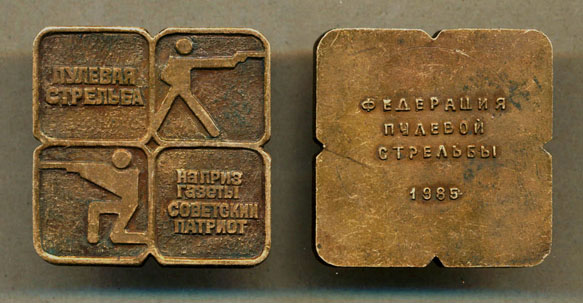 ПУЛЕВАЯ
СТРЕЛЬБА
на приз
газеты
СОВЕТСКИЙ
ПАТРИОТ
ФЕДЕРАЦИЯ
ПУЛЕВОЙ
СТРЕЛЬБЫ
1985